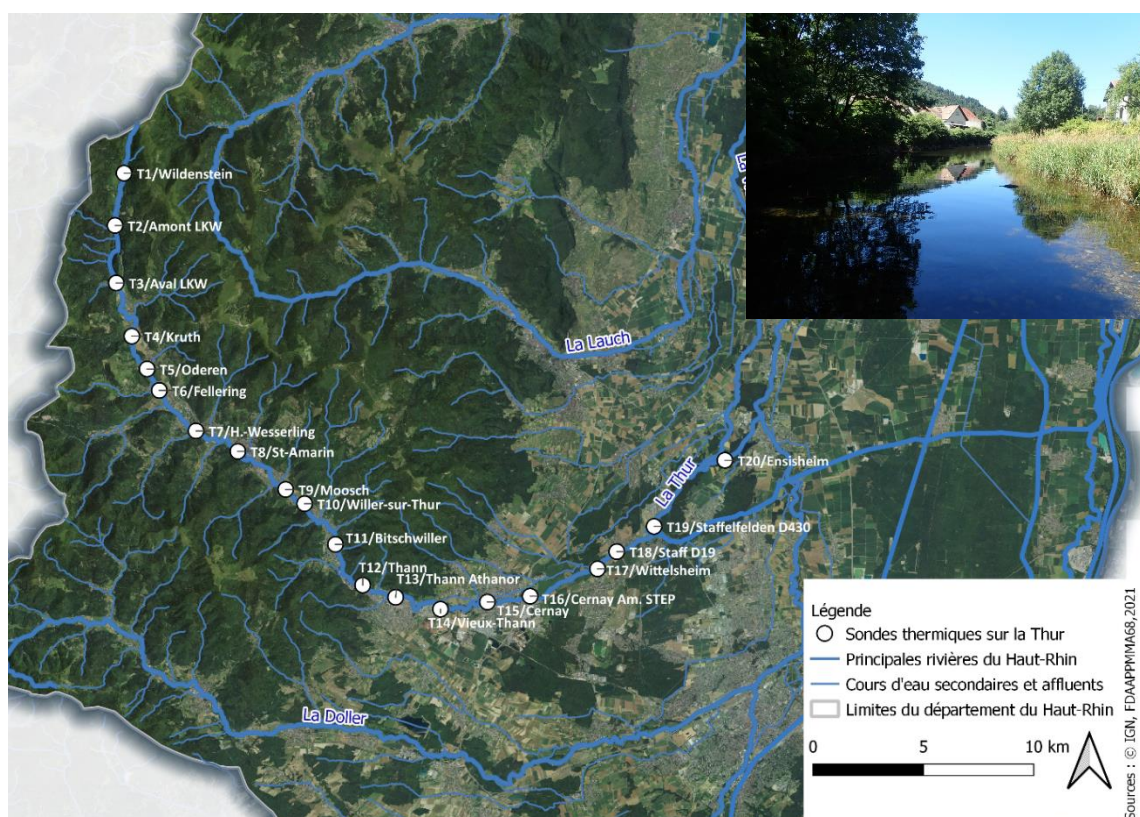 T1/Wildenstein
T2/Amont LKW
T3/Aval LKW
T4/Kruth
T5/Oderen
T6/Fellering
T7/H.-Wesserling
T8/St-Amarin
T9/Moosch
T10/Willer-sur-Thur
T11/Bitschwiller
T12/Thann
T13/Thann Athanor
T14/Vieux-Thann
T15/Cernay
T16/Cernay Am. STEP
T17/Wittelsheim
T18/Staff D19
T19/Staffelfelden D430
T20/Ensisheim
La Lauch
La Thur
La Doller
Légende
Sondes thermiques sur la Thur
Principales rivières du Haut-Rhin
Cours d'eau secondaires et affluents
Limites du département du Haut-Rhin
0 5 10 km
Sources : © IGN, FDAAPPMMA68,2021